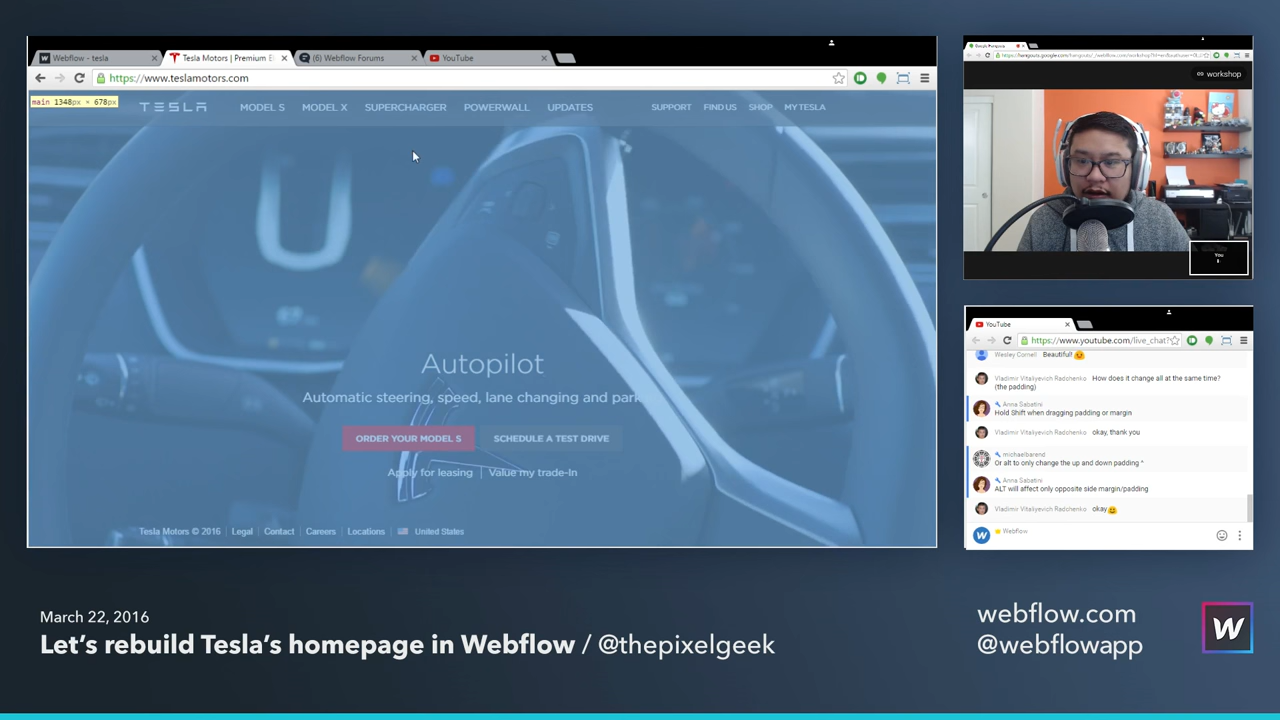 Webflow - tesla
Tesla Motors | Premium E
(6) Webflow Forums
YouTube
https://www.teslamotors.com
main 1348px × 678px
TESLA
MODEL S
MODEL X
SUPERCHARGER
POWERWALL
UPDATES
SUPPORT
FIND US
SHOP
MY TESLA
Autopilot
Automatic steering, speed, lane changing and park
ORDER YOUR MODEL S
SCHEDULE A TEST DRIVE
Apply for leasing | Value my trade-In
Tesla Motors © 2016 | Legal | Contact | Careers | Locations | United States
Google Hangouts
workshop
You
YouTube
https://www.youtube.com/live_chat?
Wesley Cornell Beautiful!
Vladimir Vitaliyevich Radchenko How does it change all at the same time?
(the padding)
Anna Sabatini
Hold Shift when dragging padding or margin
Vladimir Vitaliyevich Radchenko okay, thank you
michaelbarend
Or alt to only change the up and down padding ^
Anna Sabatini
ALT will affect only opposite side margin/padding
Vladimir Vitaliyevich Radchenko okay
W
Webflow
March 22, 2016
Let's rebuild Tesla's homepage in Webflow / @thepixelgeek
webflow.com
@webflowapp
W